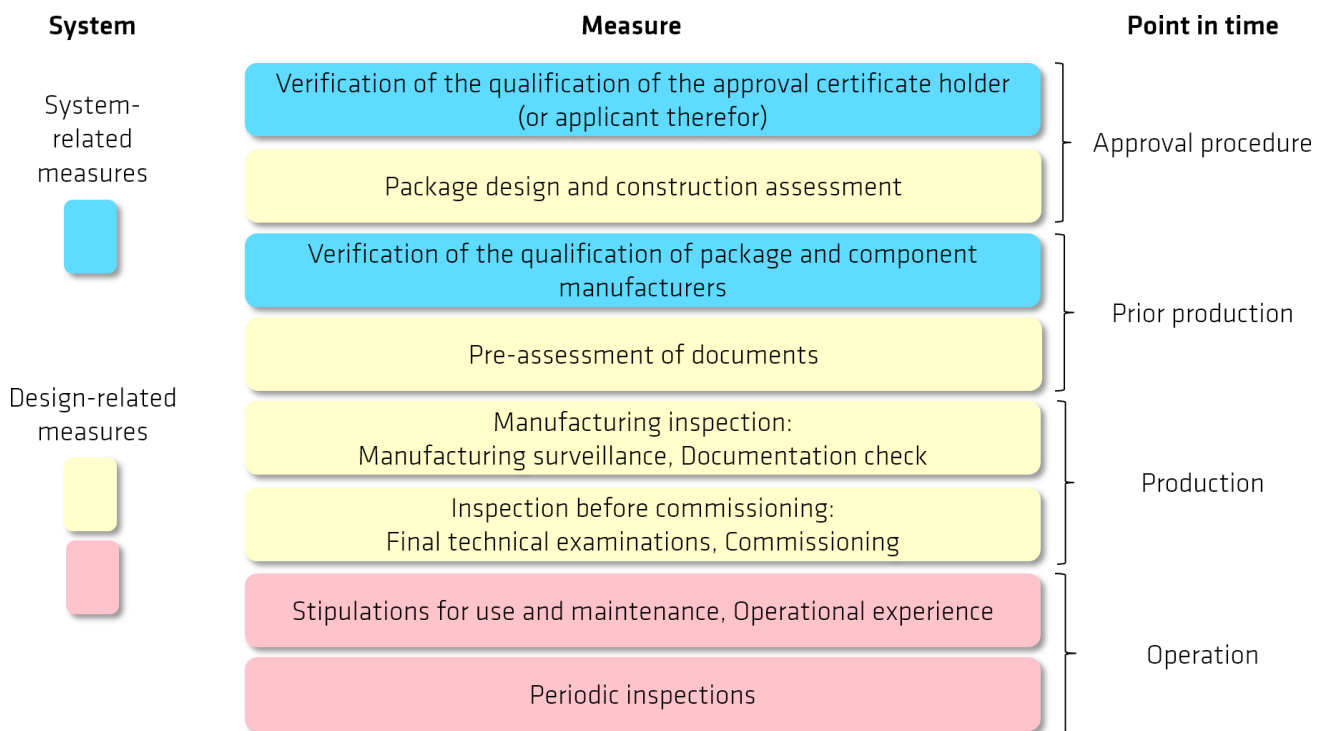 System
Measure
Point in time
System-
related
measures
Verification of the qualification of the approval certificate holder
(or applicant therefor)
Package design and construction assessment
Approval procedure
Verification of the qualification of package and component
manufacturers
Pre-assessment of documents
Prior production
Design-related
measures
Manufacturing inspection:
Manufacturing surveillance, Documentation check
Inspection before commissioning:
Final technical examinations, Commissioning
Production
Stipulations for use and maintenance, Operational experience
Periodic inspections
Operation